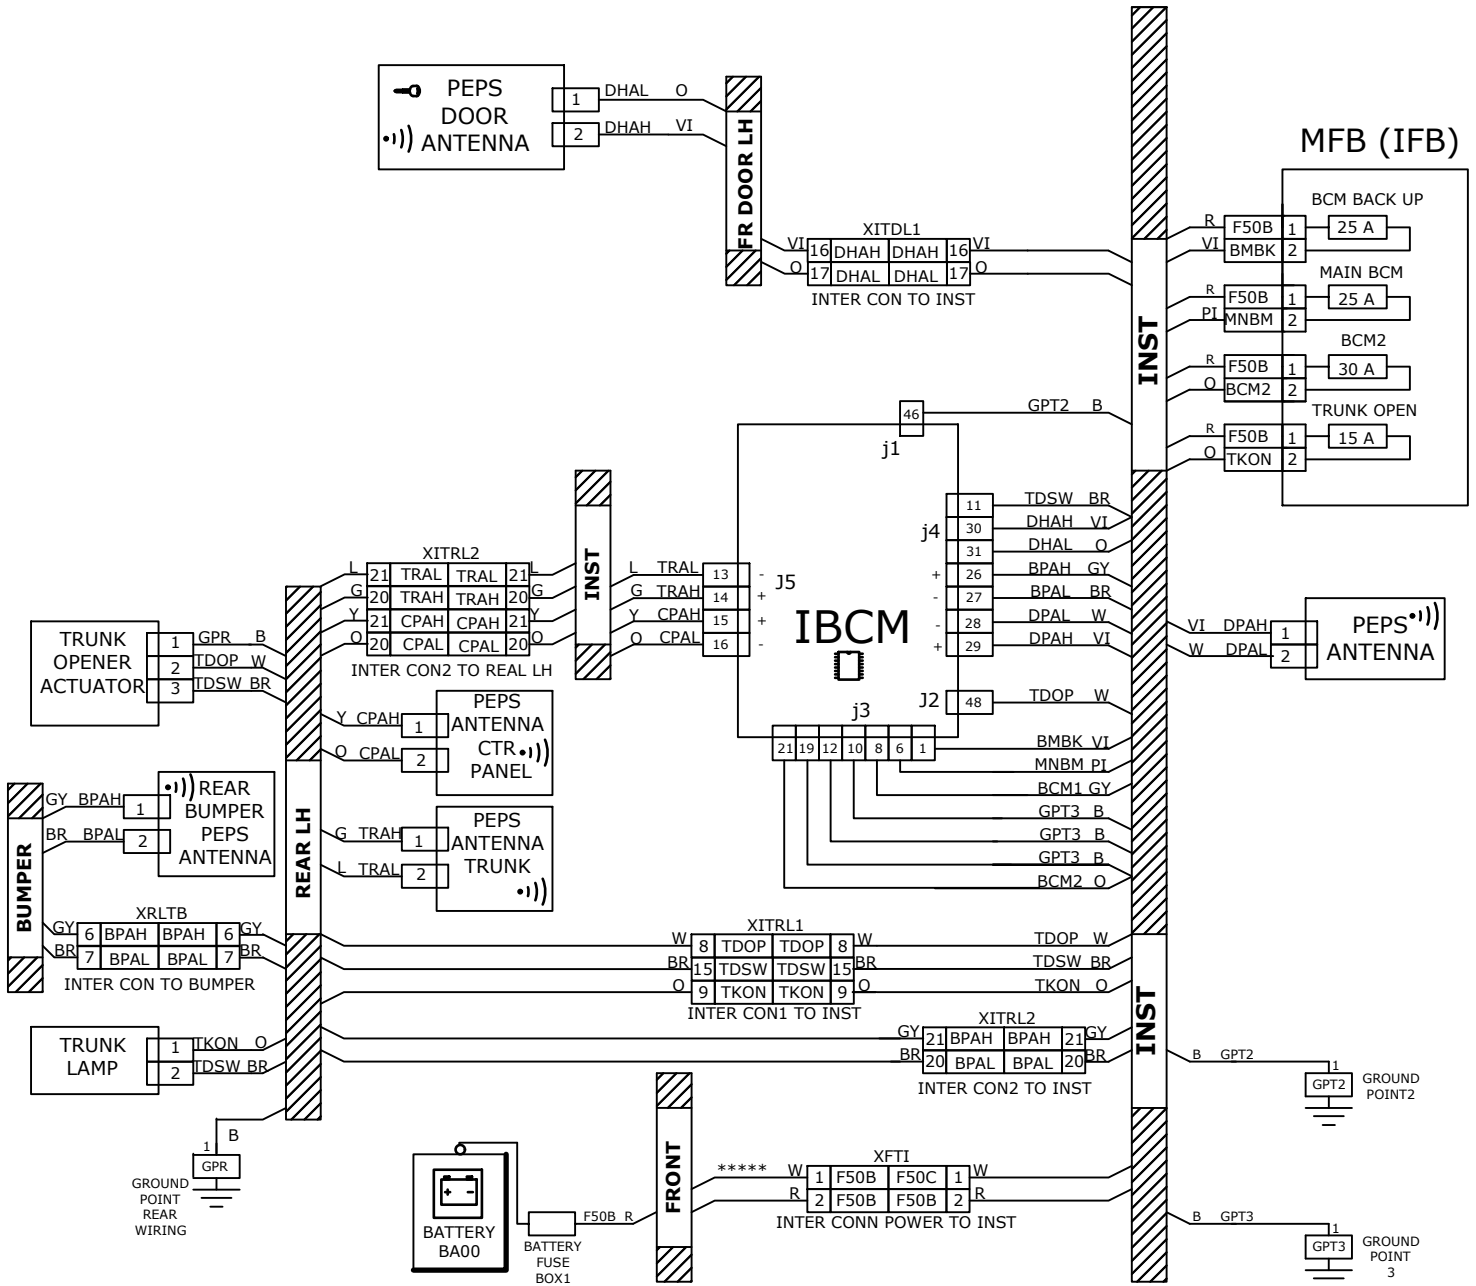 PEPS
DOOR
ANTENNA
1 DHAL O
2 DHAH VI
FR DOOR LH
XITDL1
VI 16 DHAH DHAH 16 VI
O 17 DHAL DHAL 17 O
INTER CON TO INST
INST
MFB (IFB)
BCM BACK UP
R F50B 1 25 A
VI BMBK 2
MAIN BCM
R F50B 1 25 A
PI MNBM 2
BCM2
R F50B 1 30 A
O BCM2 2
TRUNK OPEN
R F50B 1 15 A
O TKON 2
46 GPT2 B
j1
IBCM
j4
11 TDSW BR
30 DHAH VI
31 DHAL O
+ 26 BPAH GY
- 27 BPAL BR
- 28 DPAL W
+ 29 DPAH VI
J2 48 TDOP W
j3
21 19 12 10 8 6 1
BMBK VI
MNBM PI
BCM1 GY
GPT3 B
GPT3 B
GPT3 B
BCM2 O
J5
L TRAL 13 -
G TRAH 14 +
Y CPAH 15 +
O CPAL 16 -
INST
XITRL2
L 21 TRAL TRAL 21 L
G 20 TRAH TRAH 20 G
Y 21 CPAH CPAH 21 Y
O 20 CPAL CPAL 20 O
INTER CON2 TO REAL LH
TRUNK
OPENER
ACTUATOR
1 GPR B
2 TDOP W
3 TDSW BR
VI DPAH 1
W DPAL 2
PEPS
ANTENNA
Y CPAH 1
O CPAL 2
PEPS
ANTENNA
CTR
PANEL
GY BPAH 1
BR BPAL 2
REAR
BUMPER
PEPS
ANTENNA
G TRAH 1
L TRAL 2
PEPS
ANTENNA
TRUNK
REAR LH
BUMPER
XRLTB
GY 6 BPAH BPAH 6 GY
BR 7 BPAL BPAL 7 BR
INTER CON TO BUMPER
XITRL1
W 8 TDOP TDOP 8 W
BR 15 TDSW TDSW 15 BR
O 9 TKON TKON 9 O
INTER CON1 TO INST
TDOP W
TDSW BR
TKON O
INST
TRUNK
LAMP
1 TKON O
2 TDSW BR
XITRL2
GY 21 BPAH BPAH 21 GY
BR 20 BPAL BPAL 20 BR
INTER CON2 TO INST
B GPT2 1
GPT2
GROUND
POINT2
1 B
GPR
GROUND
POINT
REAR
WIRING
BATTERY
BA00
BATTERY
FUSE
BOX1
F50B R
FRONT
XFTI
***** W 1 F50B F50C 1 W
R 2 F50B F50B 2 R
INTER CONN POWER TO INST
B GPT3 1
GPT3
GROUND
POINT
3